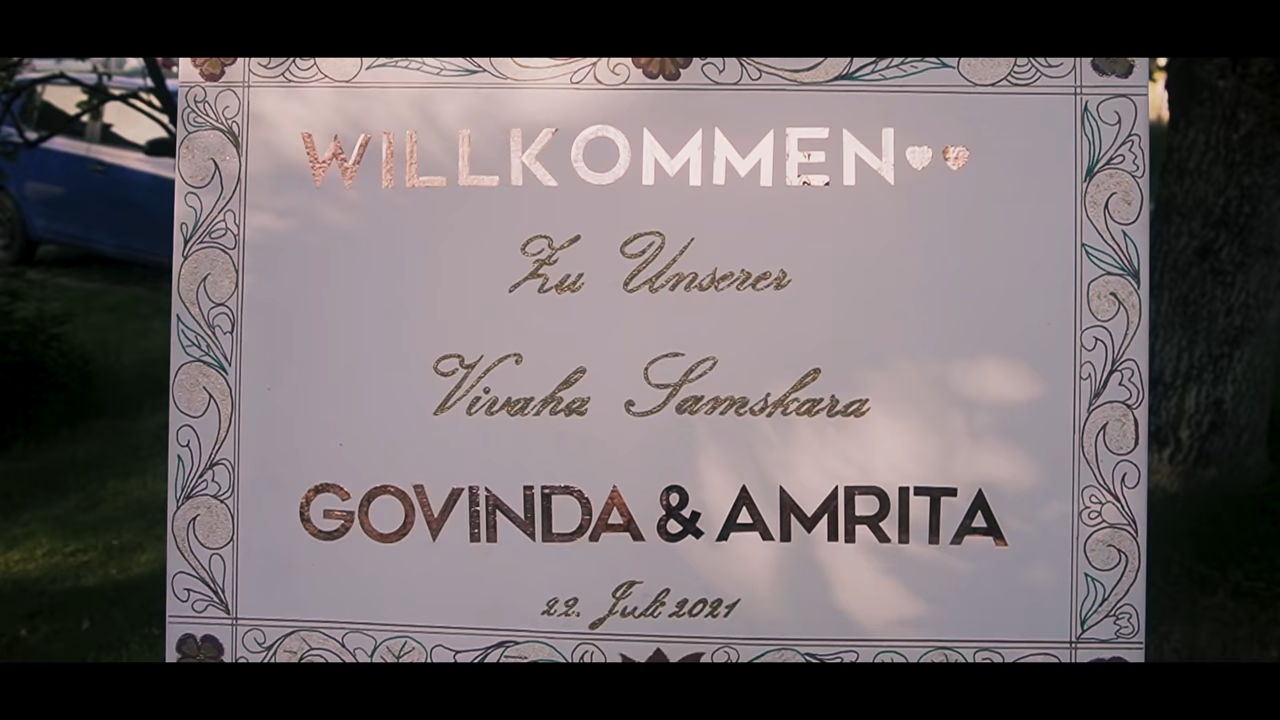 WILLKOMMEN
Zu Unserer
Vivaha Samskara
GOVINDA & AMRITA
22. Juli 2021